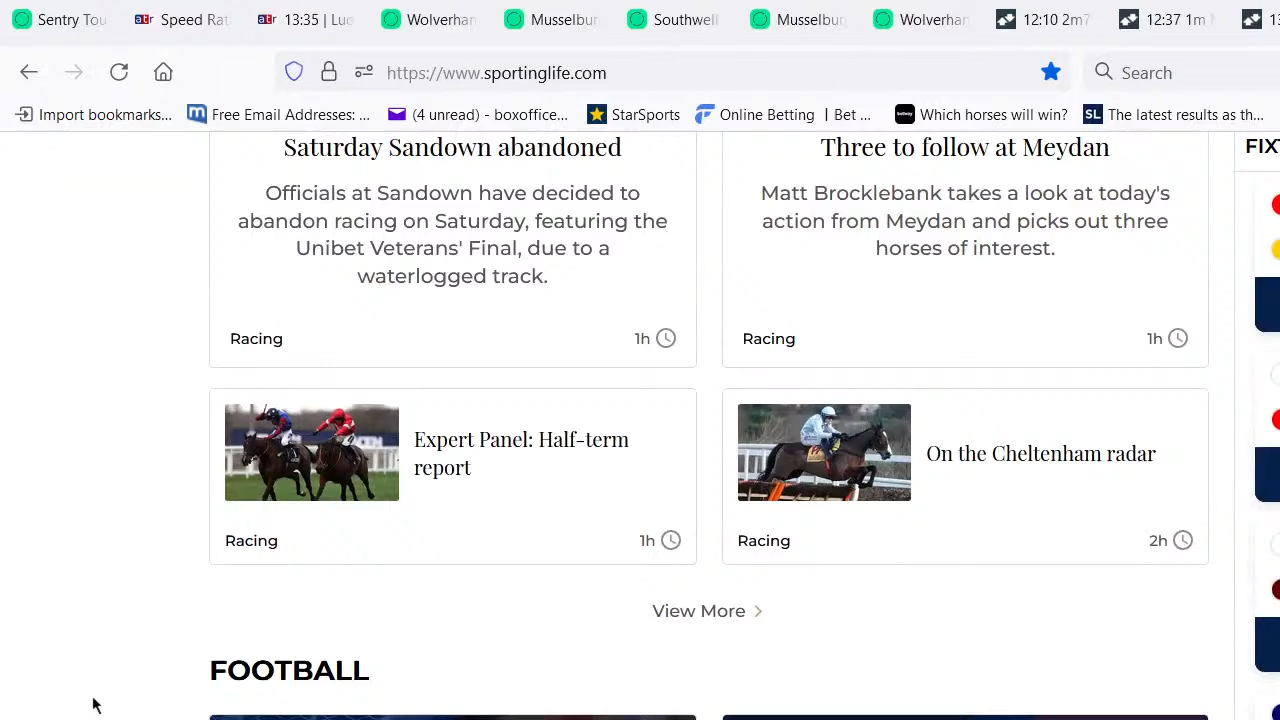 Sentry Tou
atr Speed Rat
atr 13:35 | Lu
Wolverhan
Musselbur
Southwell
Musselbur
Wolverhan
12:10 2m7
12:37 1m
https://www.sportinglife.com
Search
Import bookmarks...
Free Email Addresses: ...
(4 unread) - boxoffice...
StarSports
Online Betting | Bet ...
betway Which horses will win?
SL The latest results as th...
Saturday Sandown abandoned
Officials at Sandown have decided to
abandon racing on Saturday, featuring the
Unibet Veterans' Final, due to a
waterlogged track.
Racing
1h
Three to follow at Meydan
Matt Brocklebank takes a look at today's
action from Meydan and picks out three
horses of interest.
Racing
1h
FIXT
Expert Panel: Half-term
report
Racing
1h
On the Cheltenham radar
Racing
2h
View More
FOOTBALL